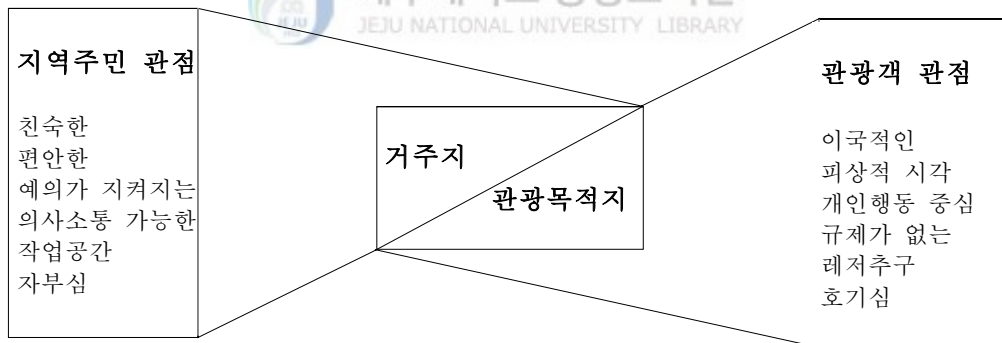 JEJU NATIONAL UNIVERSITY LIBRARY
지역주민 관점
친숙한
편안한
예의가 지켜지는
의사소통 가능한
작업공간
자부심
거주지
관광목적지
관광객 관점
이국적인
피상적 시각
개인행동 중심
규제가 없는
레저추구
호기심